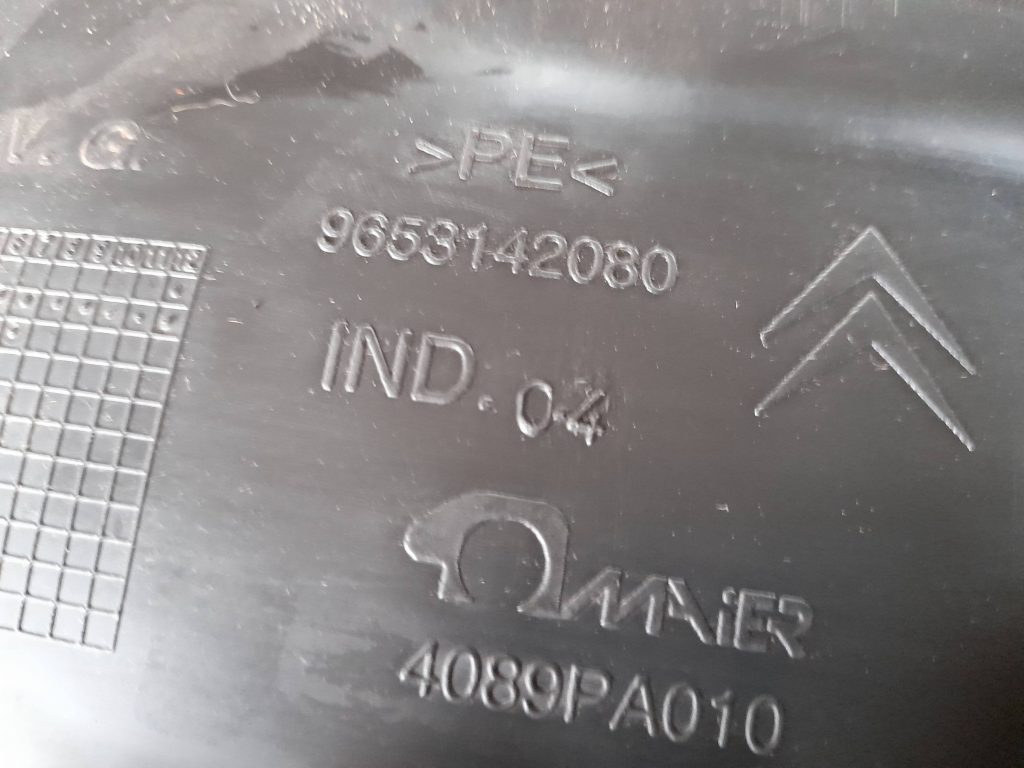 >PE<
V. G.
9653142080
IND. 04
MAiER
4089PA010